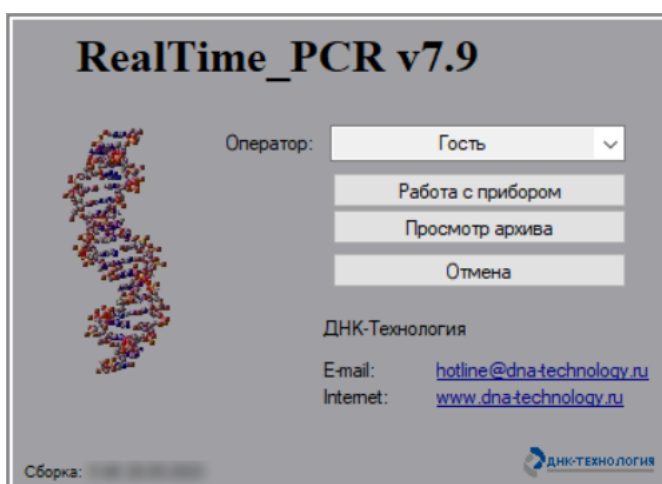 RealTime_PCR v7.9
Оператор: Гость
Работа с прибором
Просмотр архива
Отмена
ДНК-Технология
E-mail: hotline@dna-technology.ru
Internet: www.dna-technology.ru
ДНК-ТЕХНОЛОГИЯ
Сборка: